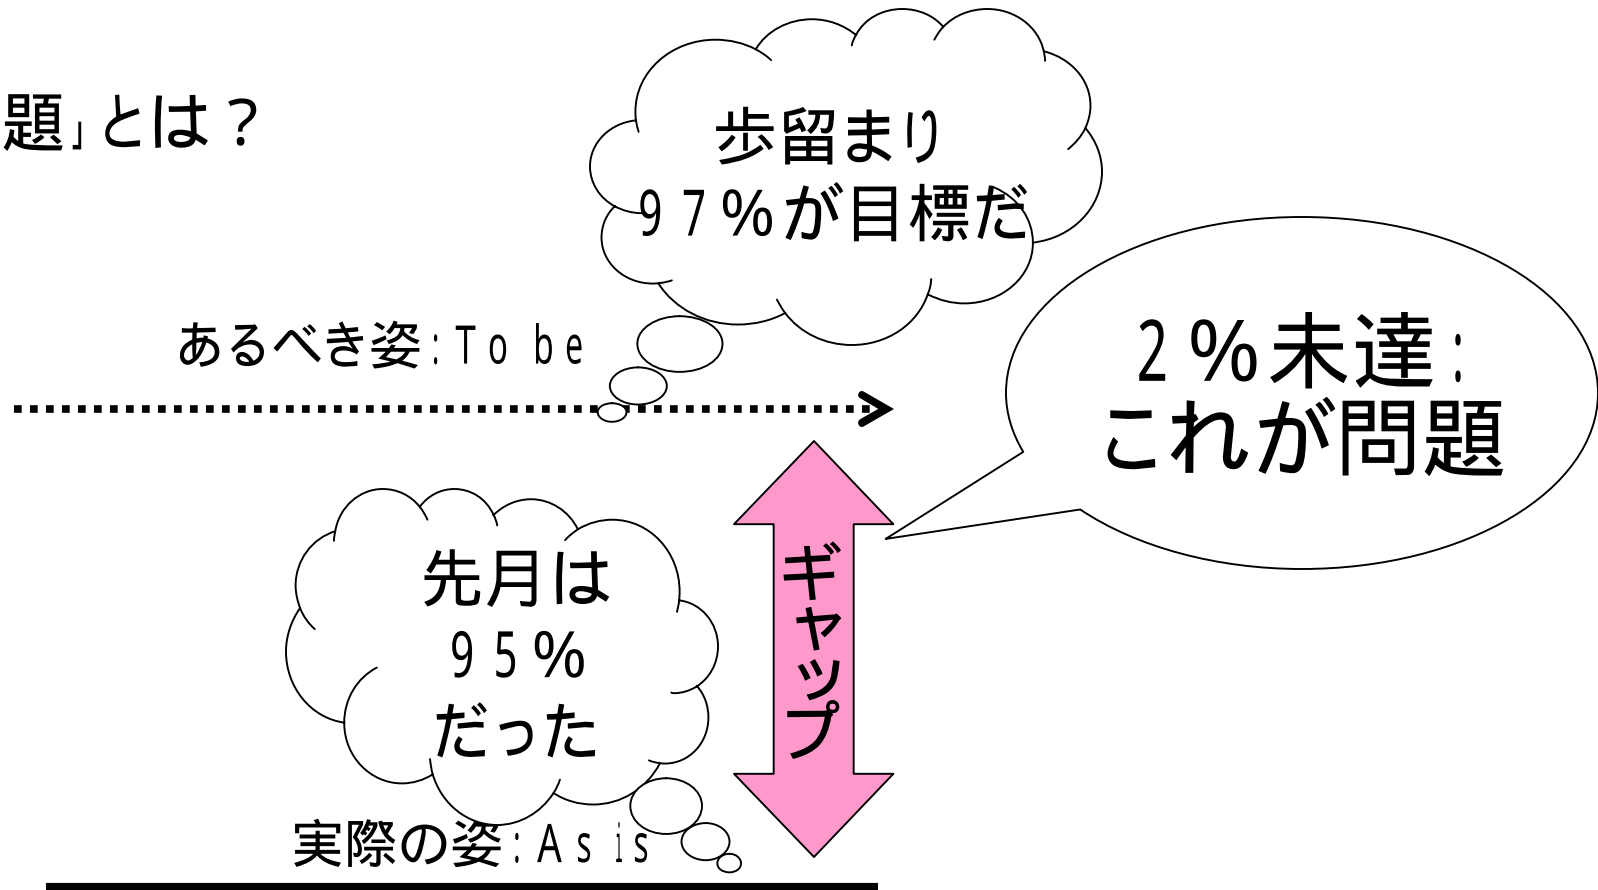 題」とは？
歩留まり
９７％が目標だ
あるべき姿：Ｔｏ ｂｅ
２％未達：
これが問題
ギャップ
先月は
９５％
だった
実際の姿：Ａｓ ｉｓ